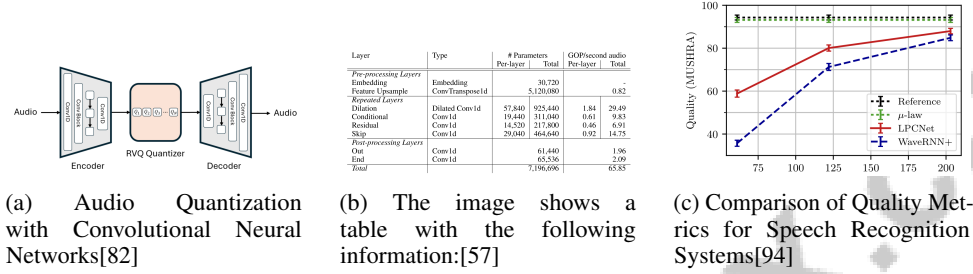 Audio
Conv1D
Conv Block
Conv1D
Encoder
Q₁ Q₂ ... Q₈
RVQ Quantizer
Conv1D
Conv Block
Conv1D
Decoder
Audio
Layer Type # Parameters GOP/second audio
Per-layer Total Per-layer Total
Pre-processing Layers
Embedding Embedding 30,720 -
Feature Upsample ConvTranspose1d 5,120,080 0.82
Repeated Layers
Dilation Dilated Conv1d 57,840 925,440 1.84 29.49
Conditional Conv1d 19,440 311,040 0.61 9.83
Residual Conv1d 14,520 217,800 0.46 6.91
Skip Conv1d 29,040 464,640 0.92 14.75
Post-processing Layers
Out Conv1d 61,440 1.96
End Conv1d 65,536 2.09
Total 7,196,696 65.85
100
80
60
40
Quality (MUSHRA)
Reference
μ-law
LPCNet
WaveRNN+
75 100 125 150 175 200
(a) Audio Quantization
with Convolutional Neural
Networks[82]
(b) The image shows a
table with the following
information:[57]
(c) Comparison of Quality Met-
rics for Speech Recognition
Systems[94]